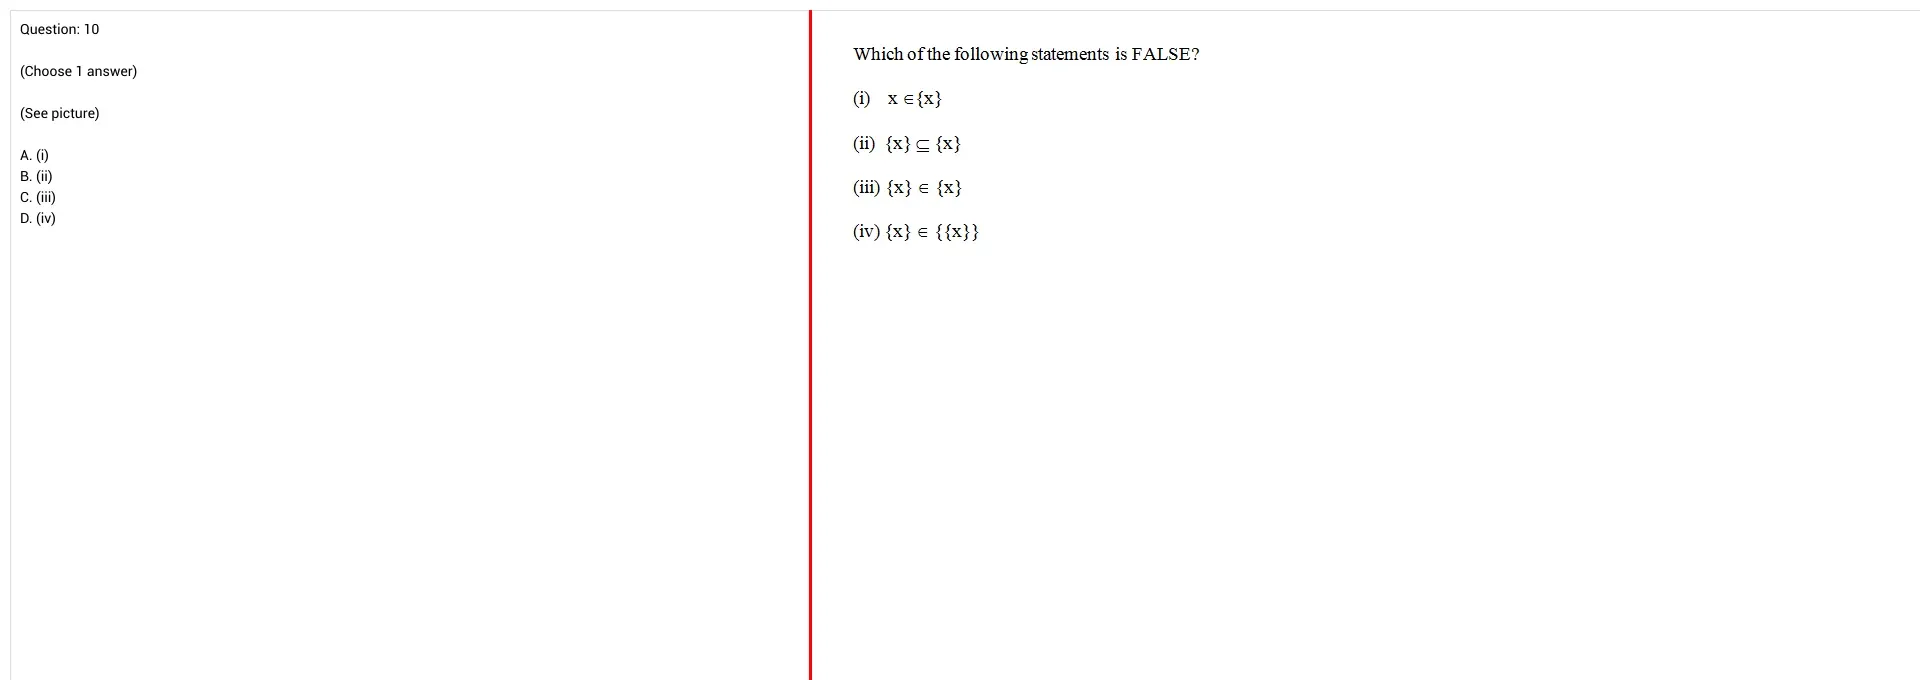 Question: 10
(Choose 1 answer)
(See picture)
A. (i)
B. (ii)
C. (iii)
D. (iv)
Which of the following statements is FALSE?
(i) x ∈{x}
(ii) {x} ⊆ {x}
(iii) {x} ∈ {x}
(iv) {x} ∈ {{x}}